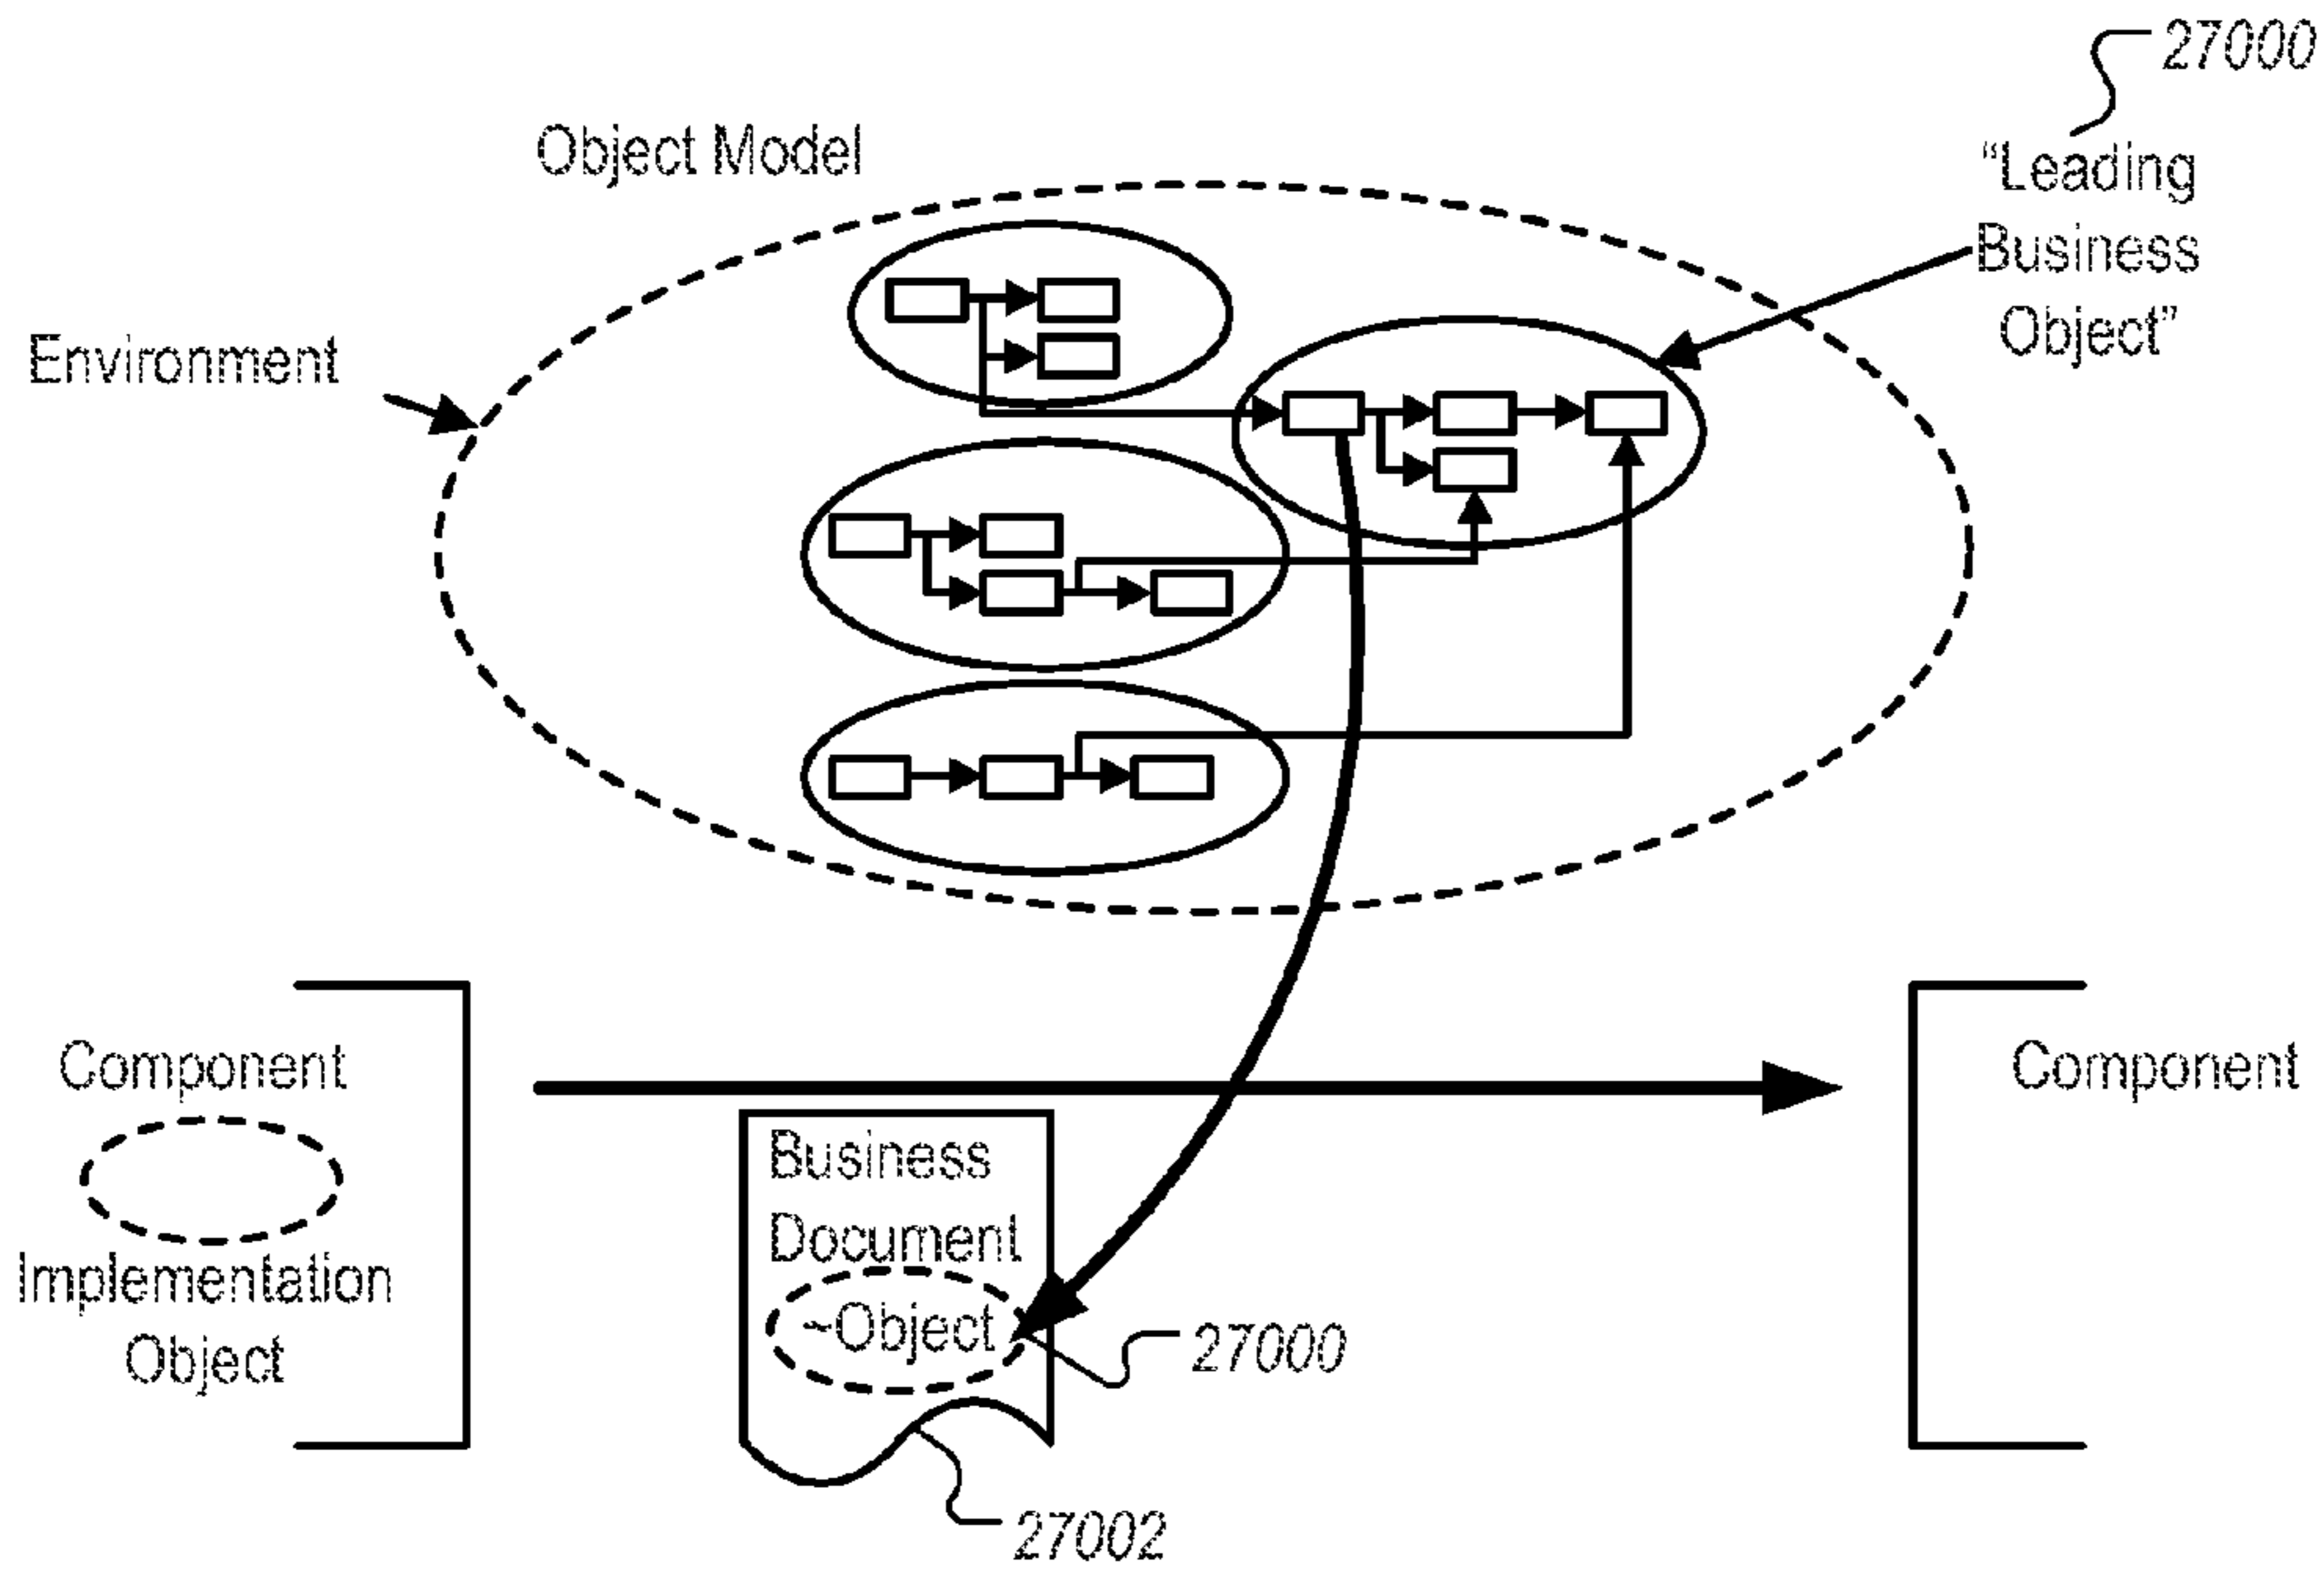 27000
Object Model
“Leading
Business
Object”
Environment
Component
Implementation
Object
Component
Business
Document
~Object
27000
27002